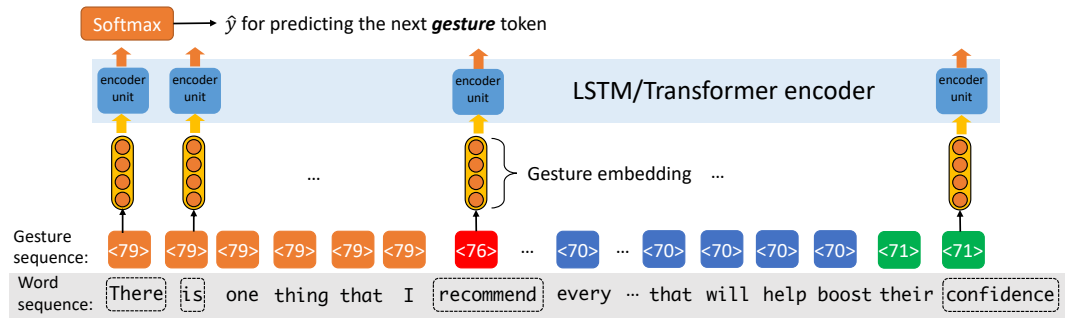 Softmax ŷ for predicting the next gesture token
encoder unit encoder unit encoder unit LSTM/Transformer encoder encoder unit
... Gesture embedding ...
Gesture sequence: <79> <79> <79> <79> <79> <79> <76> ... <70> ... <70> <70> <70> <70> <71> <71>
Word sequence: There is one thing that I recommend every ... that will help boost their confidence